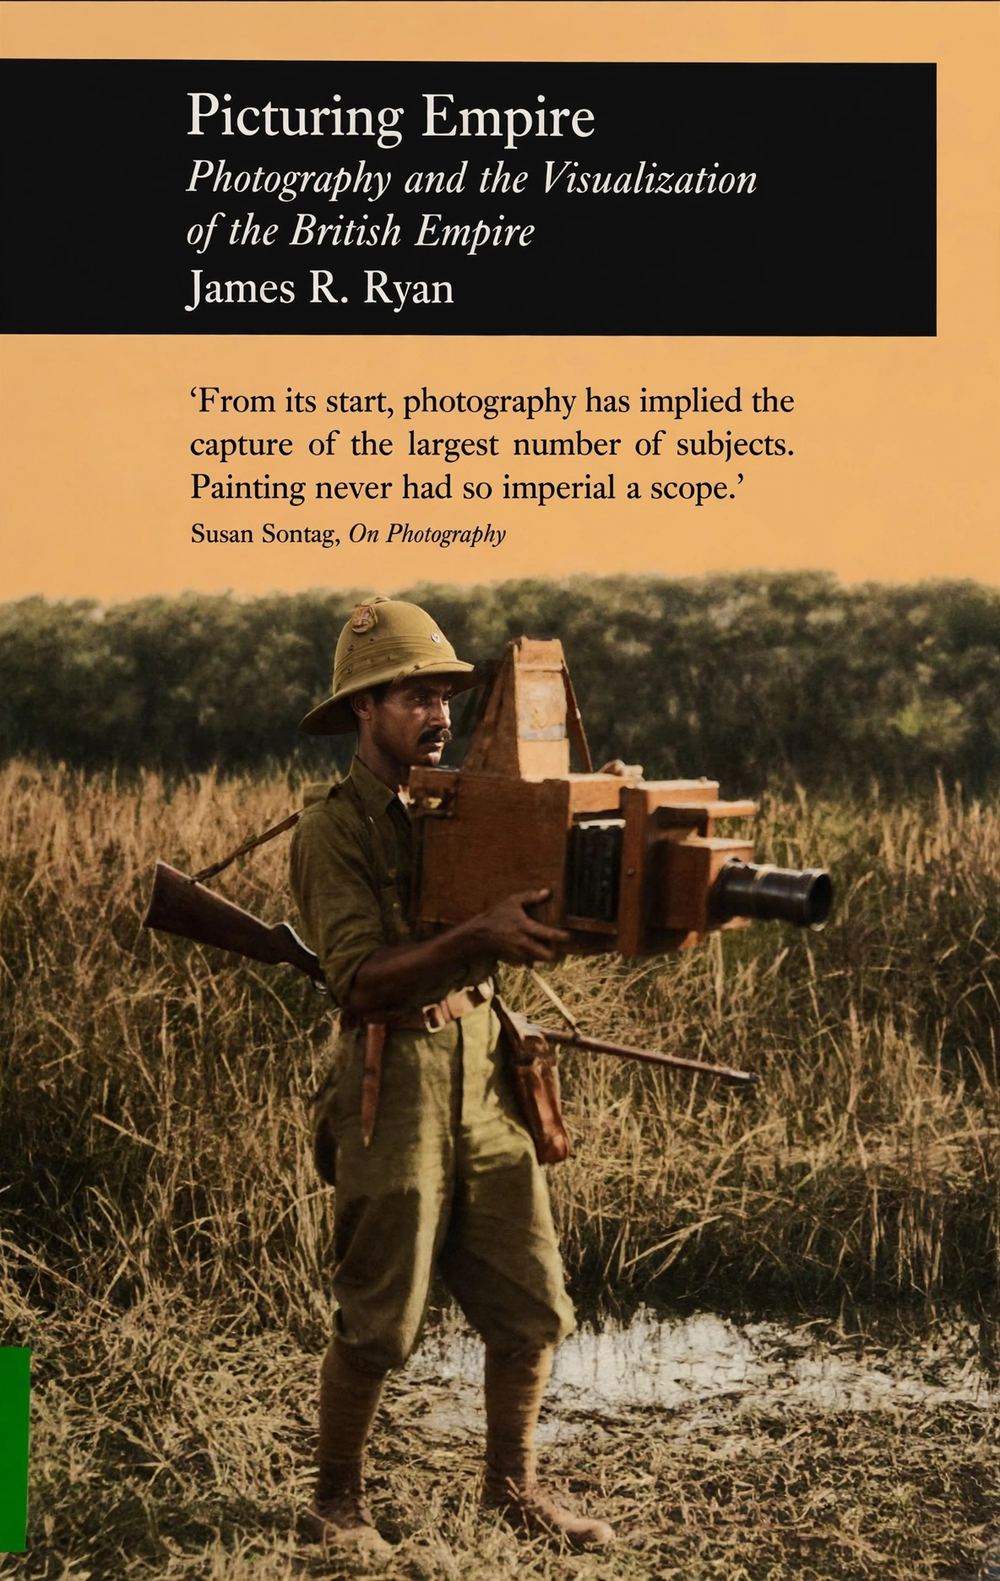 Picturing Empire
Photography and the Visualization
of the British Empire
James R. Ryan
‘From its start, photography has implied the
capture of the largest number of subjects.
Painting never had so imperial a scope.’
Susan Sontag, On Photography